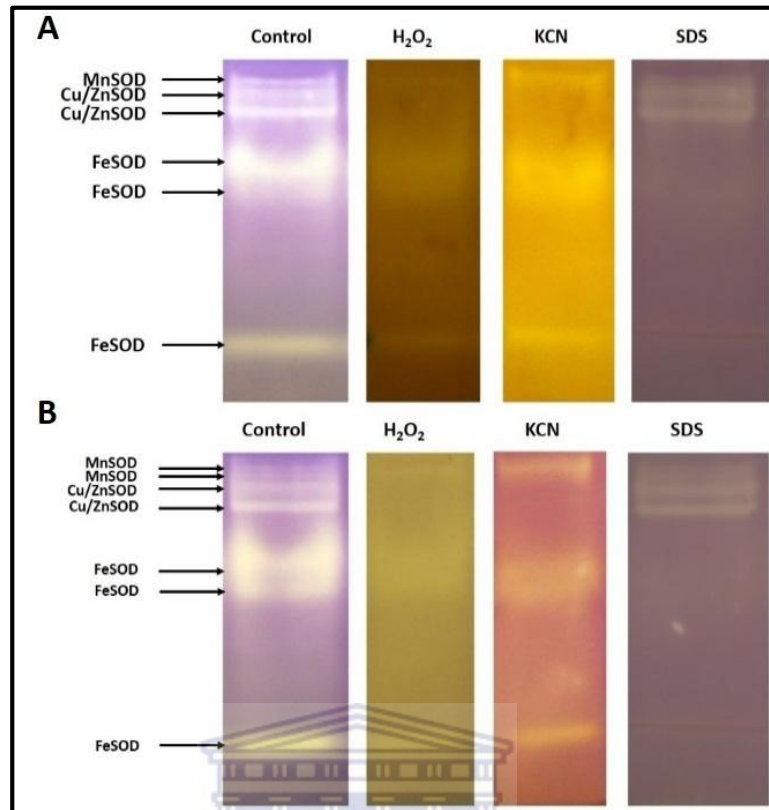 A
Control H₂O₂ KCN SDS
MnSOD
Cu/ZnSOD
Cu/ZnSOD
FeSOD
FeSOD
FeSOD
B
Control H₂O₂ KCN SDS
MnSOD
MnSOD
Cu/ZnSOD
Cu/ZnSOD
FeSOD
FeSOD
FeSOD